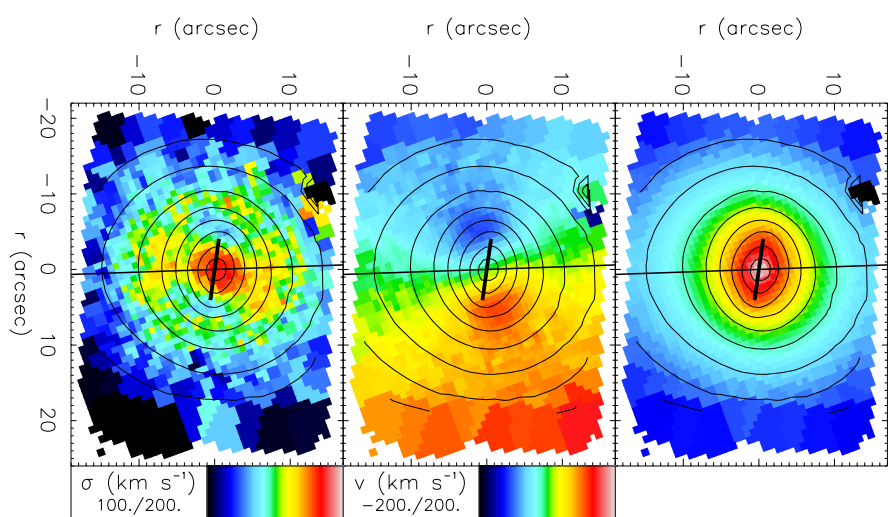 r (arcsec) r (arcsec) r (arcsec)
−10 0 10 −10 0 10 −10 0 10
−20
−10
0
10
20
r (arcsec)
σ (km s⁻¹)
100./200.
v (km s⁻¹)
−200./200.